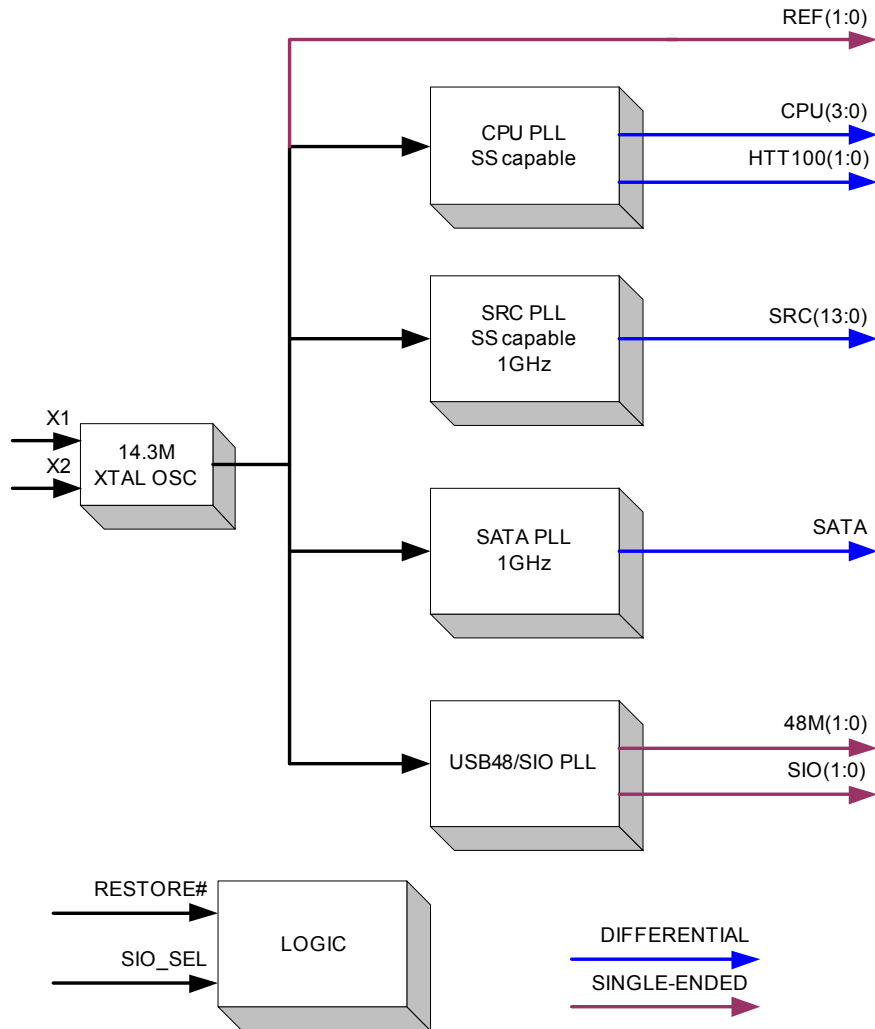 REF(1:0)
CPU PLL
SS capable
CPU(3:0)
HTT100(1:0)
SRC PLL
SS capable
1GHz
SRC(13:0)
X1
X2
14.3M
XTAL OSC
SATA PLL
1GHz
SATA
USB48/SIO PLL
48M(1:0)
SIO(1:0)
RESTORE#
SIO_SEL
LOGIC
DIFFERENTIAL
SINGLE-ENDED